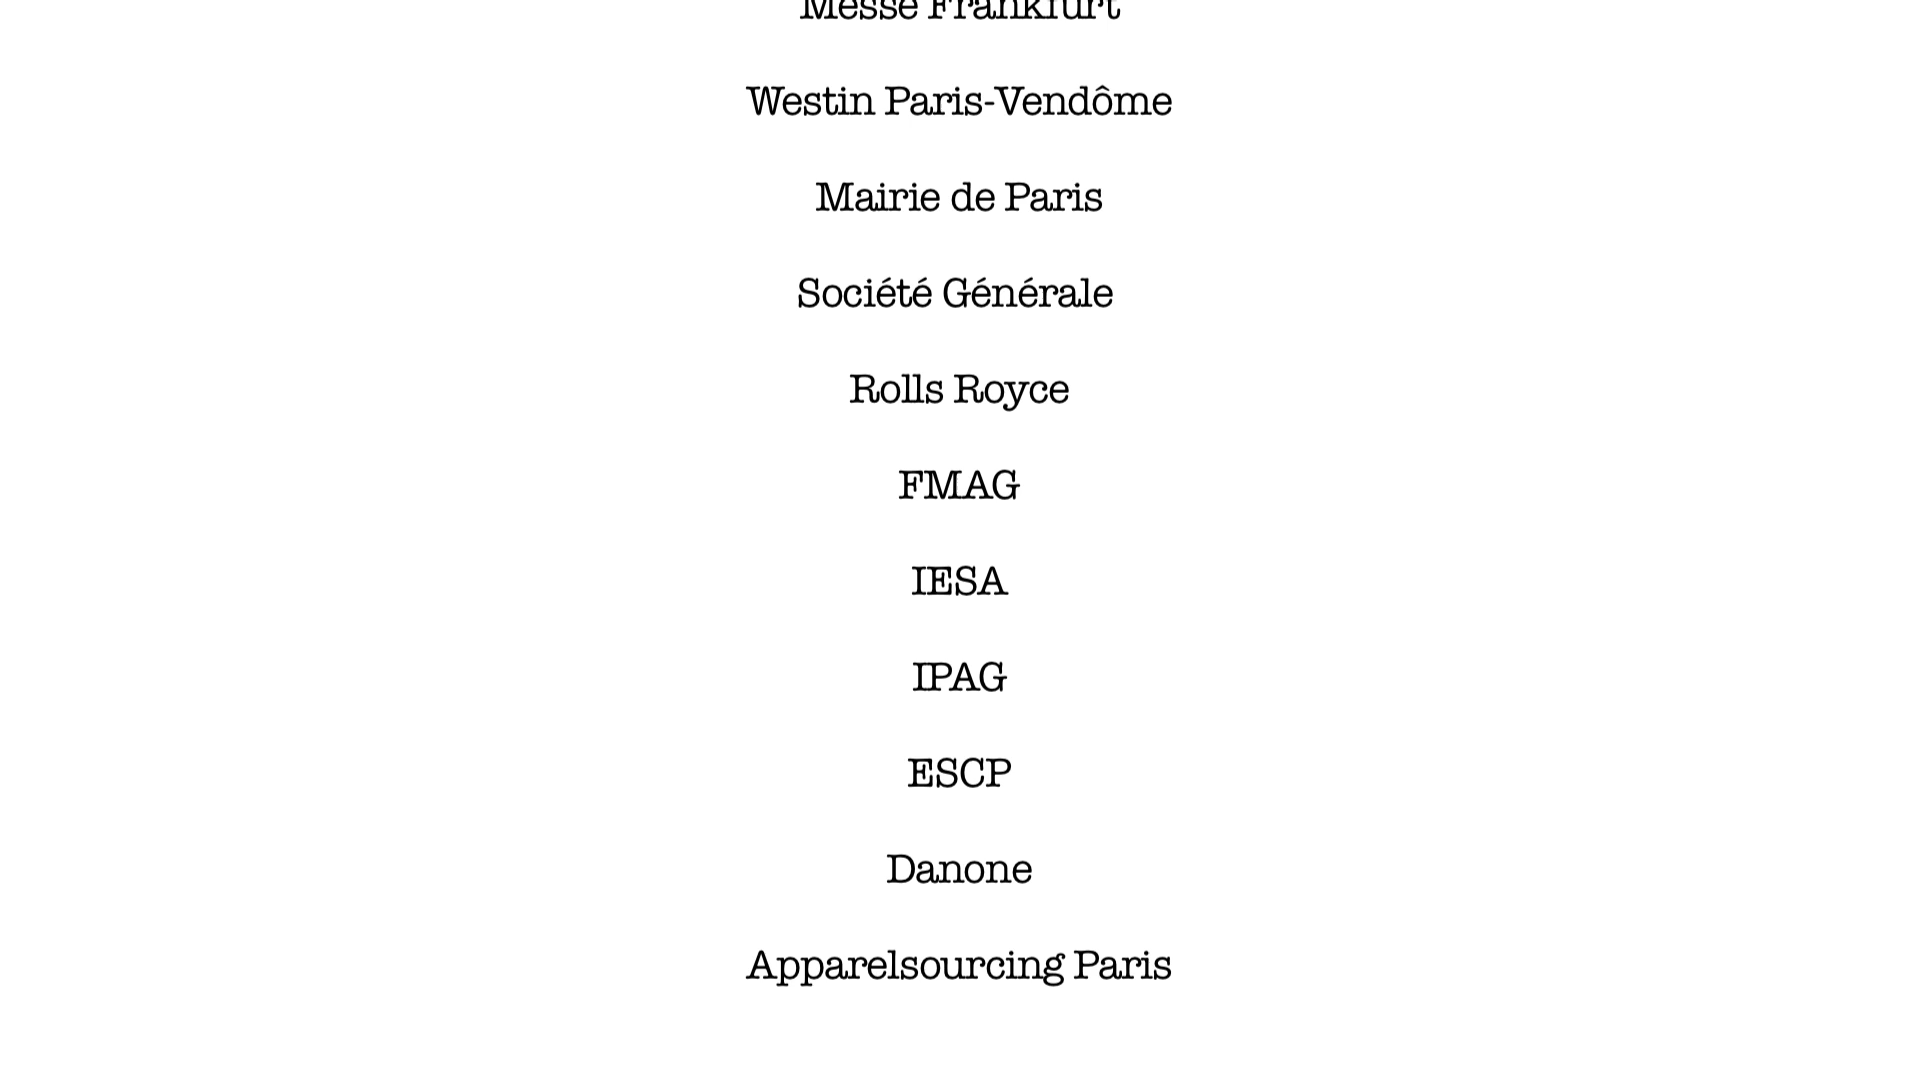 Messe Frankfurt
Westin Paris-Vendôme
Mairie de Paris
Société Générale
Rolls Royce
FMAG
IESA
IPAG
ESCP
Danone
Apparelsourcing Paris